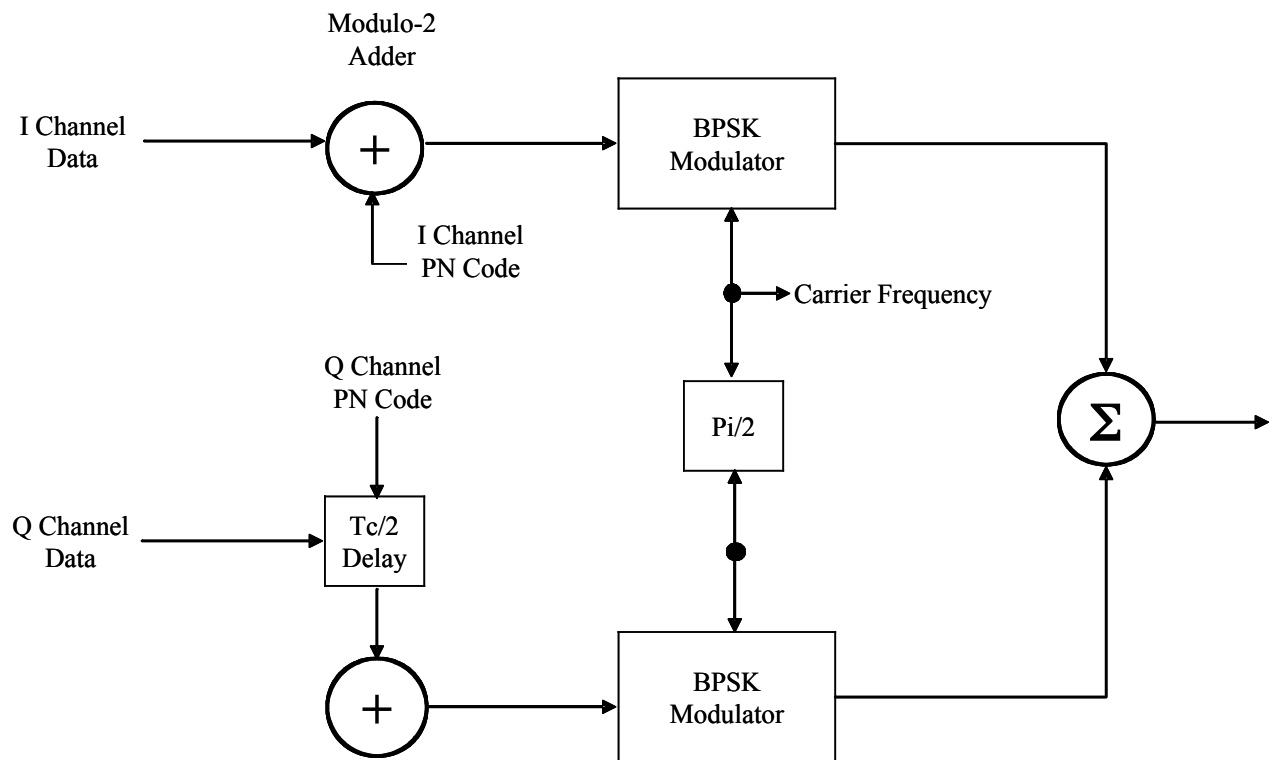 Modulo-2
Adder
I Channel
Data
+
BPSK
Modulator
I Channel
PN Code
Carrier Frequency
Q Channel
PN Code
Pi/2
Σ
Q Channel
Data
Tc/2
Delay
+
BPSK
Modulator